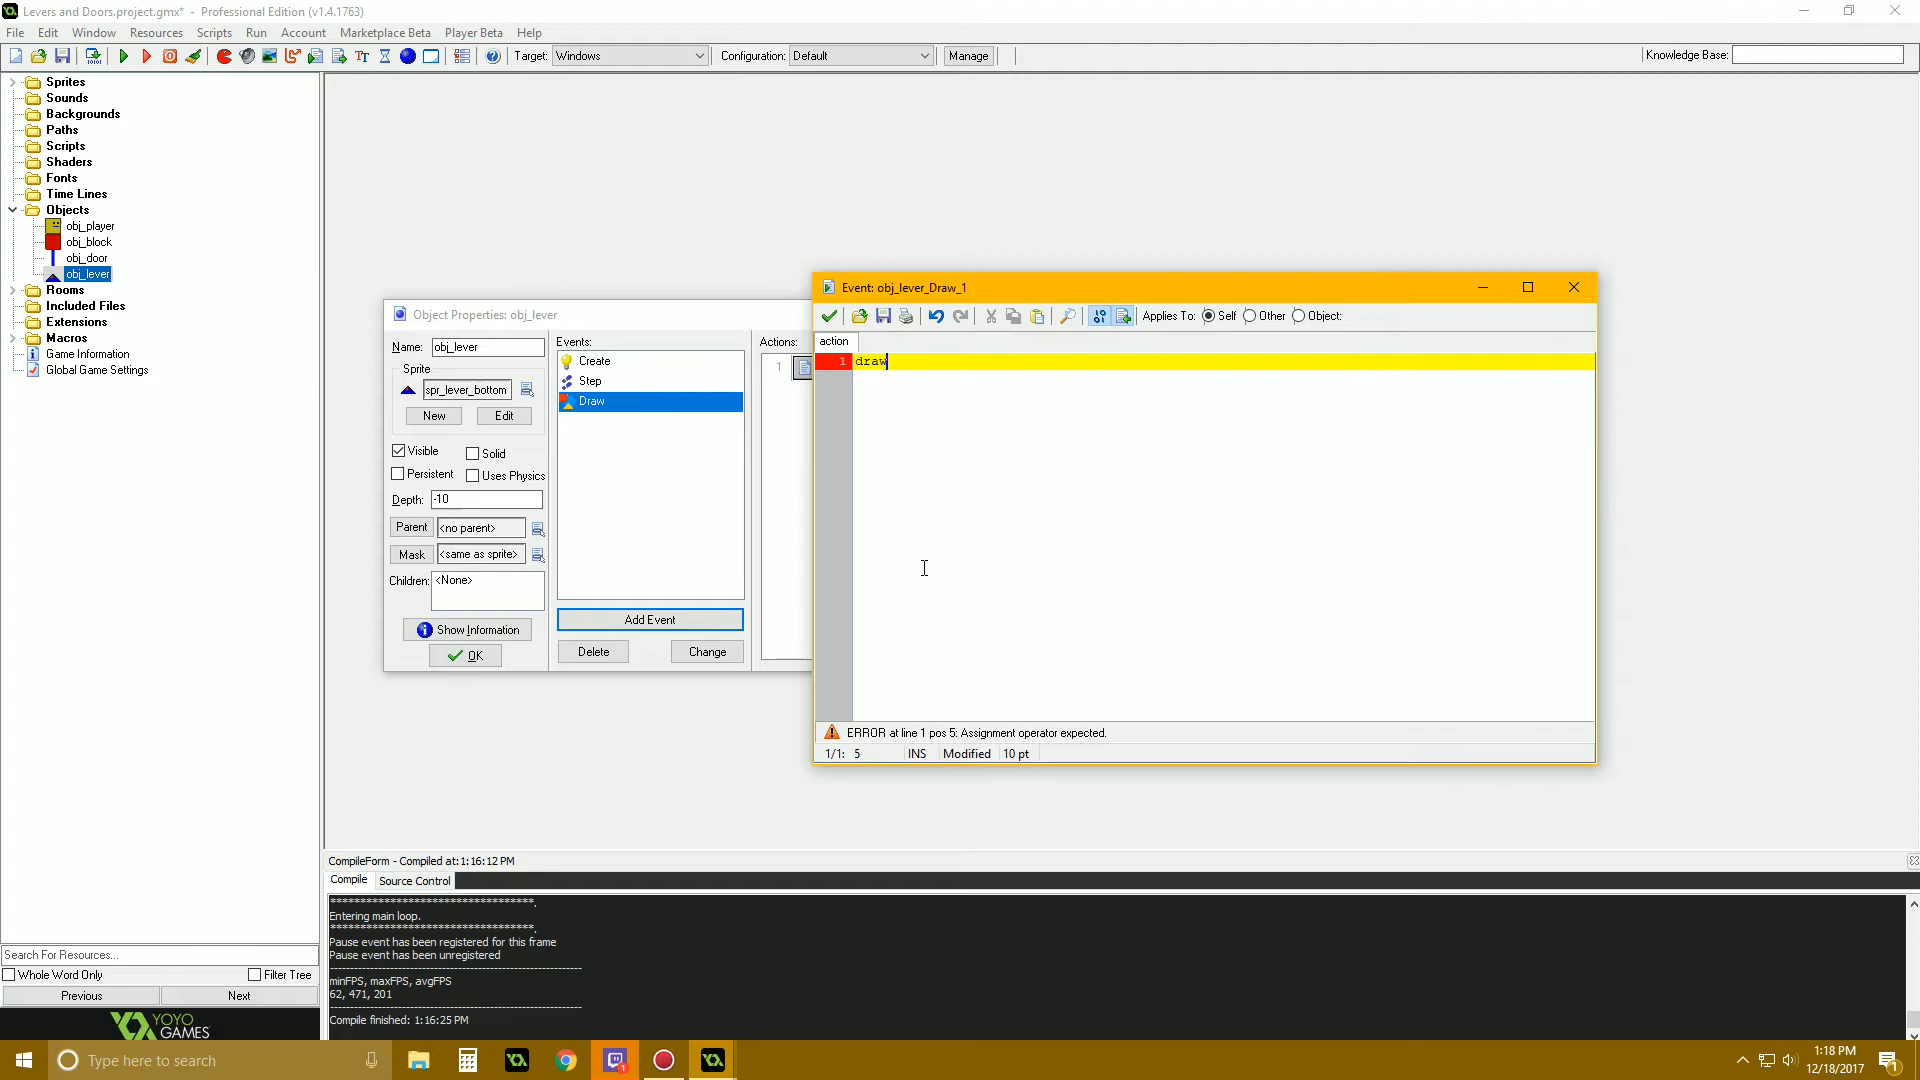 Levers and Doors.project.gmx* - Professional Edition (v1.4.1763)
File Edit Window Resources Scripts Run Account Marketplace Beta Player Beta Help
Target: Windows Configuration: Default Manage Knowledge Base:
Sprites
Sounds
Backgrounds
Paths
Scripts
Shaders
Fonts
Time Lines
Objects
obj_player
obj_block
obj_door
obj_lever
Rooms
Included Files
Extensions
Macros
Game Information
Global Game Settings
Search For Resources...
Whole Word Only Filter Tree
Previous Next
YOYO
GAMES
Object Properties: obj_lever
Name: obj_lever
Sprite
spr_lever_bottom
New Edit
Visible Solid
Persistent Uses Physics
Depth: -10
Parent <no parent>
Mask <same as sprite>
Children: <None>
Show Information
OK
Events:
Create
Step
Draw
Add Event
Delete Change
Actions:
1
Event: obj_lever_Draw_1
Applies To: Self Other Object:
action
1 draw
ERROR at line 1 pos 5: Assignment operator expected.
1/1: 5 INS Modified 10 pt
CompileForm - Compiled at:1:16:12 PM
Compile Source Control
***********************************.
Entering main loop.
***********************************.
Pause event has been registered for this frame
Pause event has been unregistered
minFPS, maxFPS, avgFPS
62, 471, 201
Compile finished: 1:16:25 PM
Type here to search
1
1:18 PM
12/18/2017
1